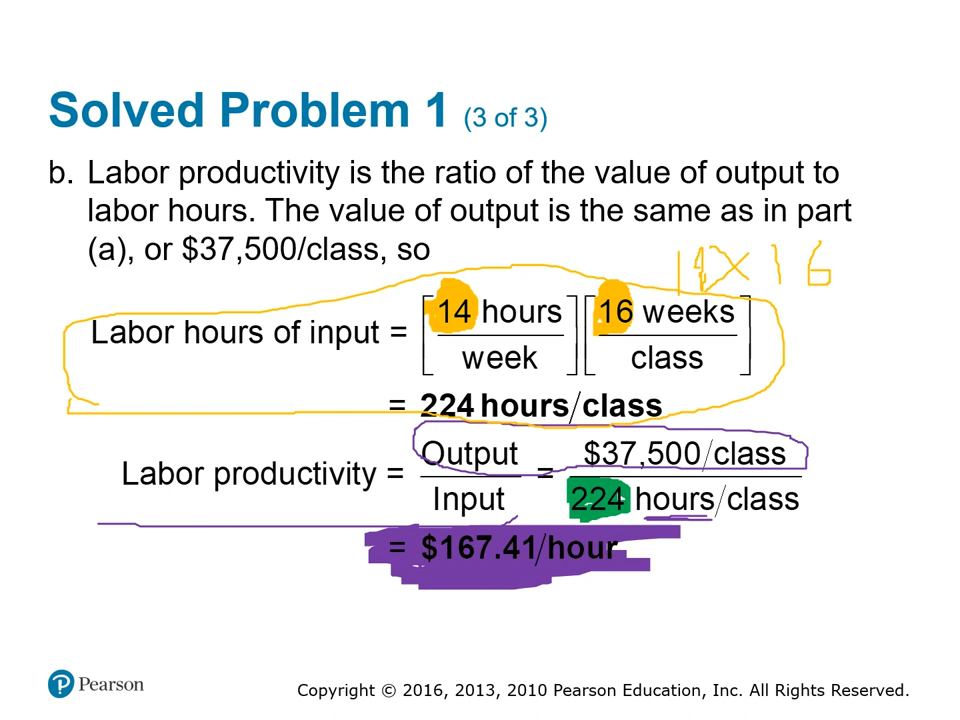 Solved Problem 1 (3 of 3)
b. Labor productivity is the ratio of the value of output to
labor hours. The value of output is the same as in part
(a), or $37,500/class, so
14 × 16
Labor hours of input = [14 hours / week] [16 weeks / class]
= 224 hours/class
Labor productivity = Output / Input = $37,500/class / 224 hours/class
= $167.41/hour
Pearson
Copyright © 2016, 2013, 2010 Pearson Education, Inc. All Rights Reserved.